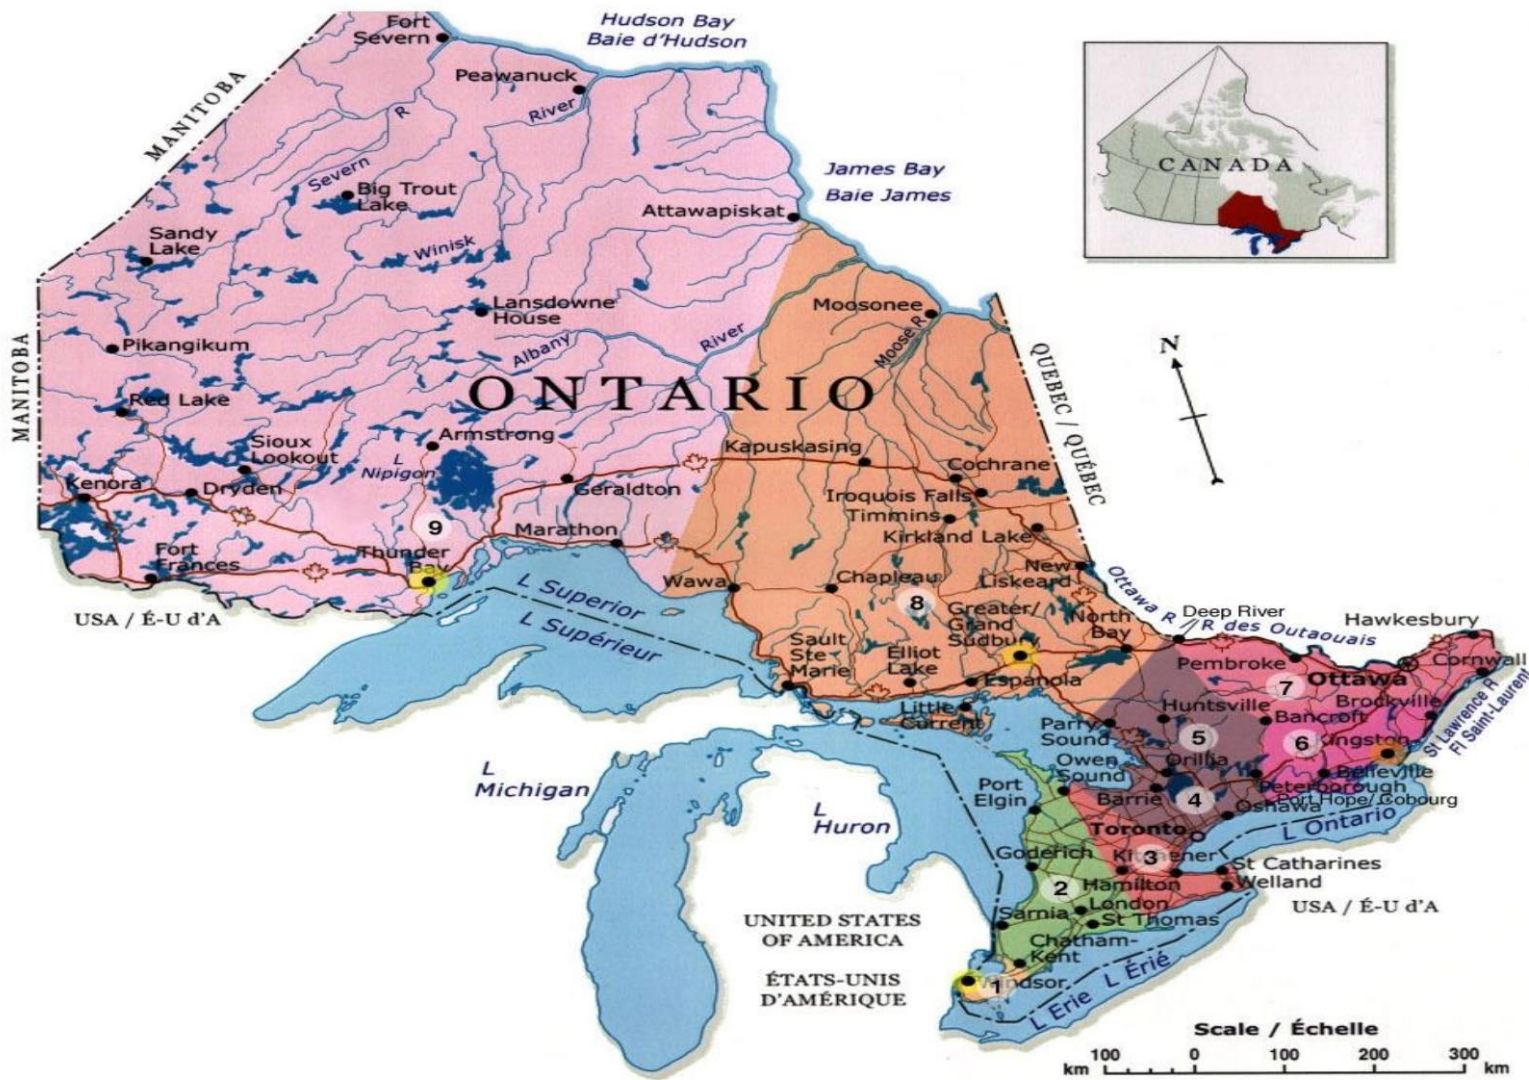 Fort
Severn
Hudson Bay
Baie d'Hudson
Peawanuck
River
MANITOBA
R
Severn
James Bay
Baie James
CANADA
Big Trout
Lake
Attawapiskat
Sandy
Lake
Winisk
L
Lansdowne
House
Moosonee
Albany
River
Moose R
Pikangikum
MANITOBA
QUEBEC / QUÉBEC
N
ONTARIO
Red Lake
Sioux
Lookout
Armstrong
L
Nipigon
Kapuskasing
Cochrane
Kenora
Dryden
Geraldton
Iroquois Falls
Timmins
9
Marathon
Kirkland Lake
Fort
Frances
Thunder
Bay
New
Liskeard
Wawa
Chapleau
8
Greater/
Grand
Sudbury
North
Bay
Ottawa R
R des Outaouais
Deep River
Hawkesbury
USA / É-U d'A
L Superior
L Supérieur
Sault
Ste
Marie
Elliot
Lake
Espanola
Pembroke
Ottawa
Cornwall
7
Little
Current
Parry
Sound
Huntsville
Bancroft
Brockville
St Lawrence R
Fl Saint-Laurent
5
6
Kingston
L
Michigan
Port
Elgin
Owen
Sound
Orillia
Belleville
Peterborough
Barrie
4
Port Hope/ Cobourg
Oshawa
L
Huron
Toronto
L Ontario
Goderich
Kitchener
3
St Catharines
2
Hamilton
Welland
London
USA / É-U d'A
UNITED STATES
OF AMERICA
Sarnia
St Thomas
Chatham-
Kent
ÉTATS-UNIS
D'AMÉRIQUE
Windsor
1
L Erie L Érié
Scale / Échelle
100 0 100 200 300
km km